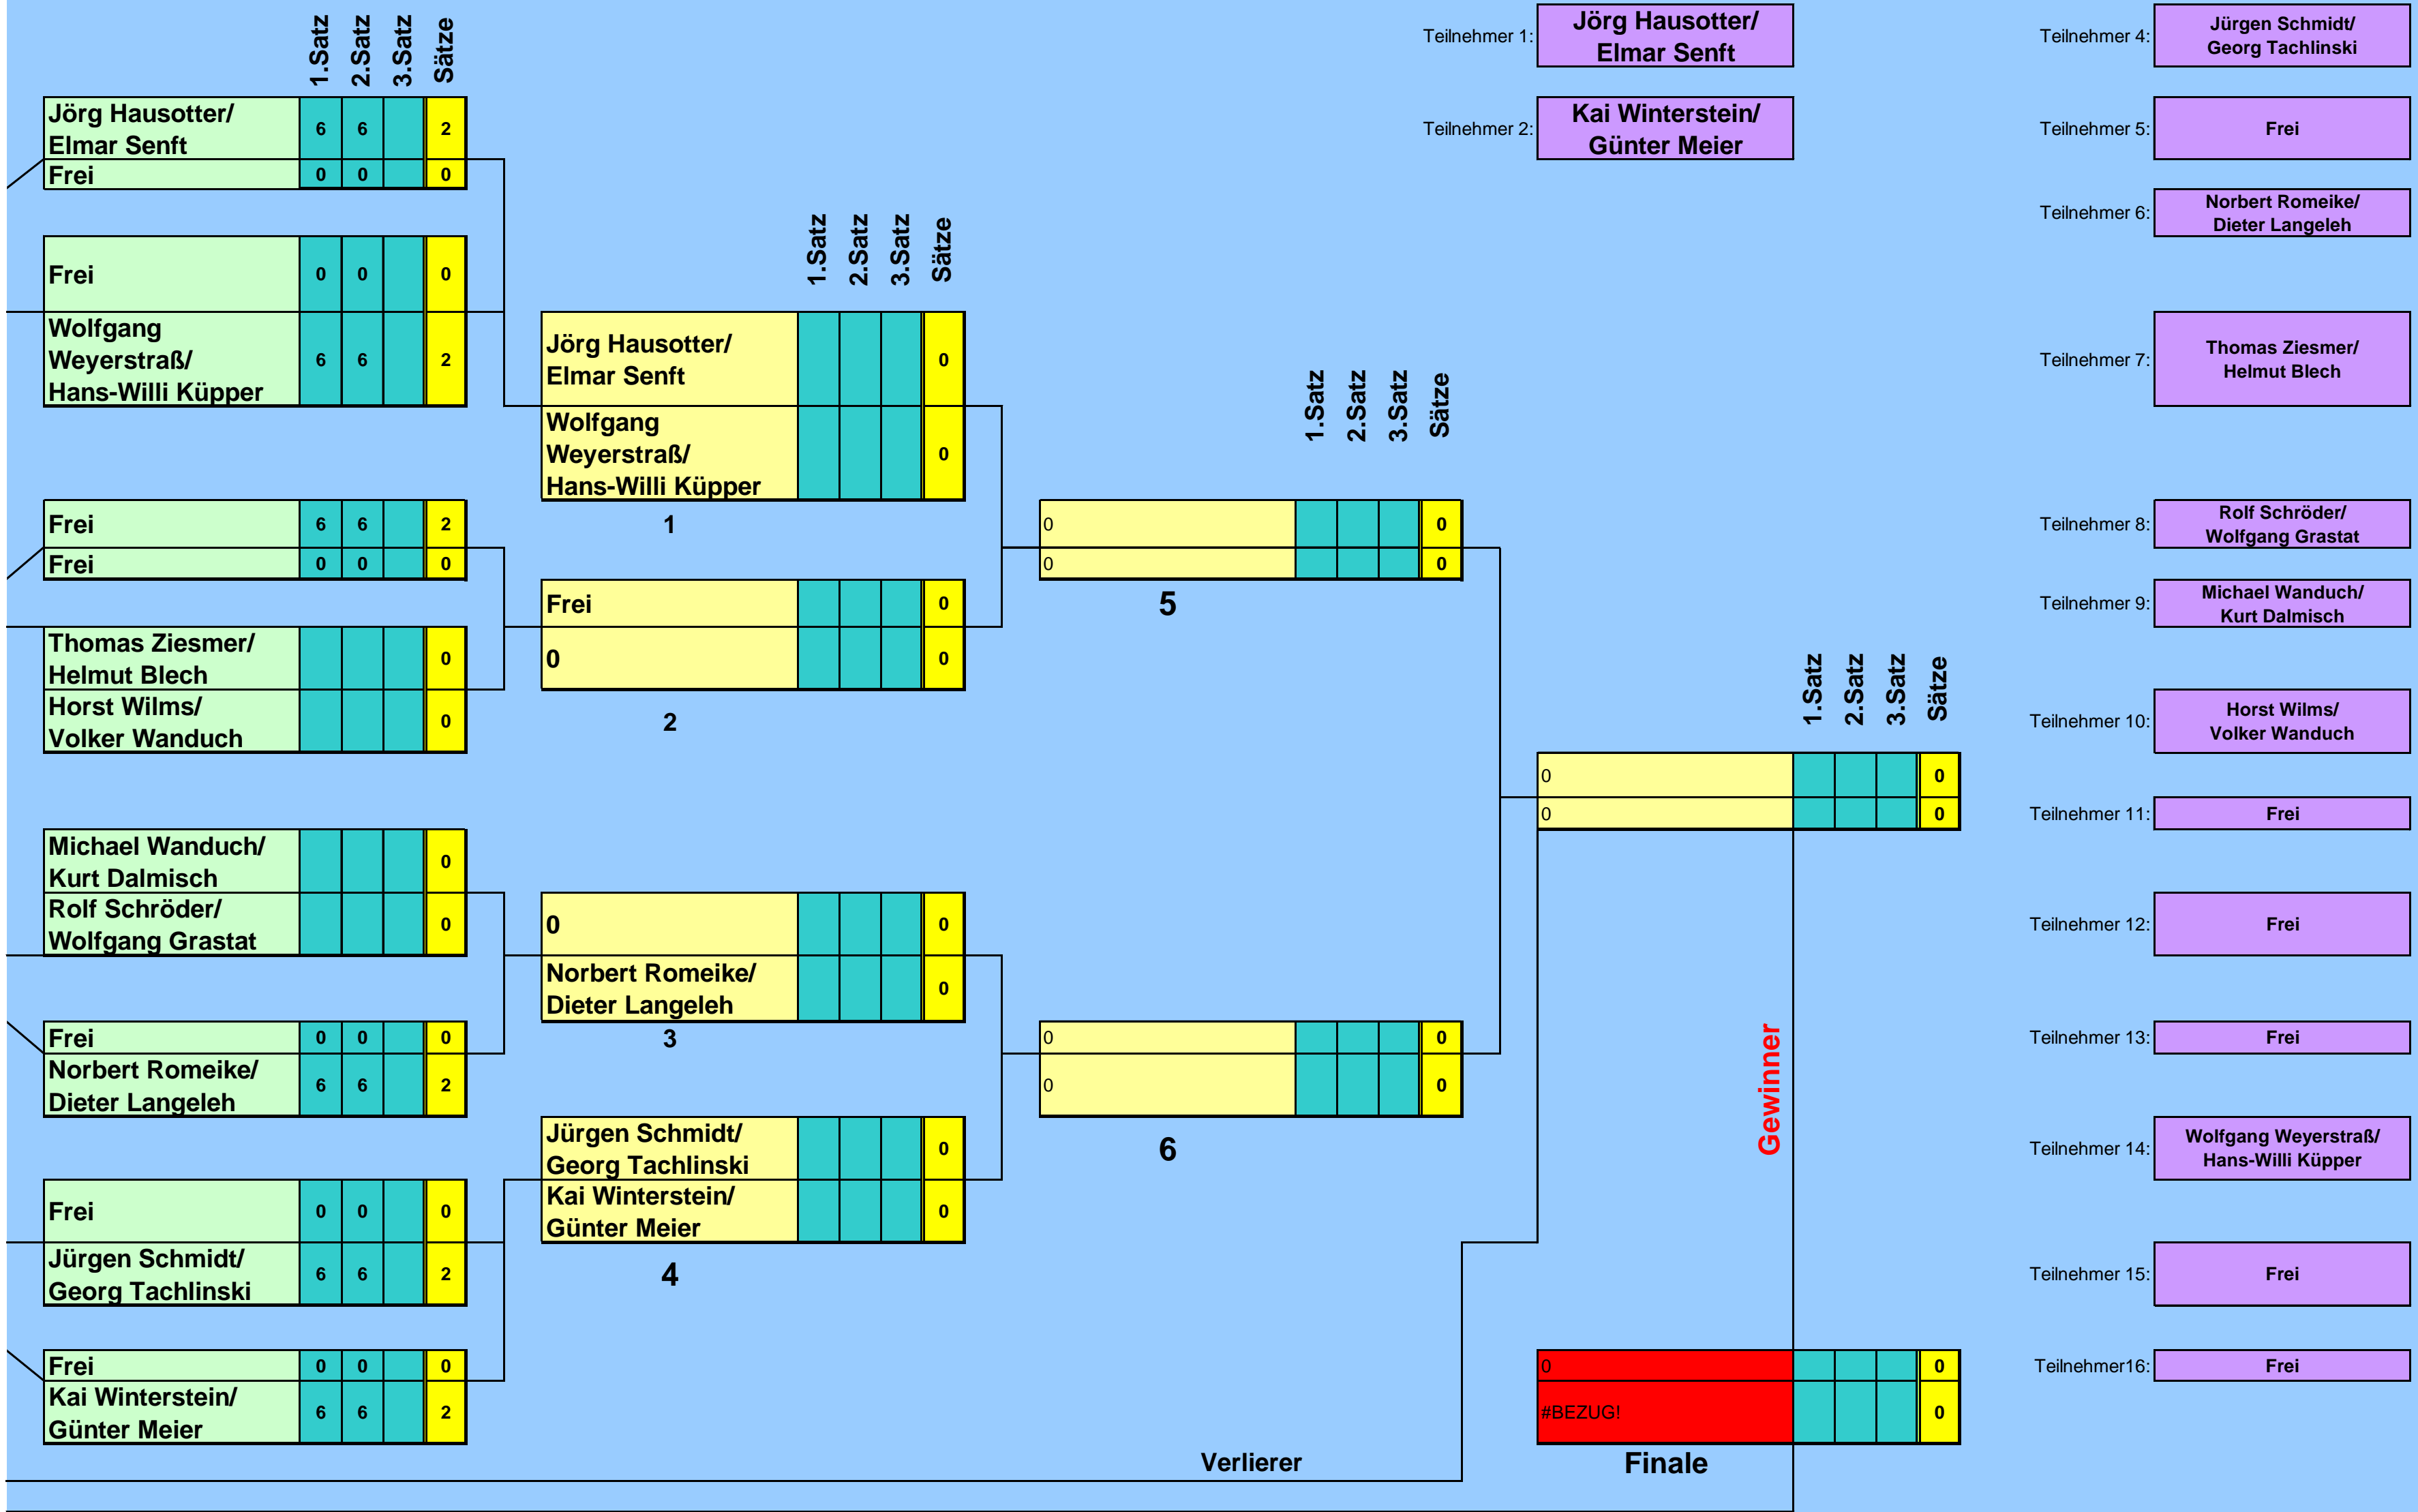 1.Satz 2.Satz 3.Satz Sätze
Jörg Hausotter/
Elmar Senft
6 6 2
Frei 0 0 0
Frei 0 0 0
Wolfgang
Weyerstraß/
Hans-Willi Küpper
6 6 2
Frei 6 6 2
Frei 0 0 0
Thomas Ziesmer/
Helmut Blech
0
Horst Wilms/
Volker Wanduch
0
Michael Wanduch/
Kurt Dalmisch
0
Rolf Schröder/
Wolfgang Grastat
0
Frei 0 0 0
Norbert Romeike/
Dieter Langeleh
6 6 2
Frei 0 0 0
Jürgen Schmidt/
Georg Tachlinski
6 6 2
Frei 0 0 0
Kai Winterstein/
Günter Meier
6 6 2
1.Satz 2.Satz 3.Satz Sätze
Jörg Hausotter/
Elmar Senft
0
Wolfgang
Weyerstraß/
Hans-Willi Küpper
0
1
Frei 0
0 0
2
0 0
Norbert Romeike/
Dieter Langeleh
0
3
Jürgen Schmidt/
Georg Tachlinski
0
Kai Winterstein/
Günter Meier
0
4
1.Satz 2.Satz 3.Satz Sätze
0 0
0 0
5
0 0
0 0
6
Verlierer
Teilnehmer 1:
Jörg Hausotter/
Elmar Senft
Teilnehmer 2:
Kai Winterstein/
Günter Meier
1.Satz 2.Satz 3.Satz Sätze
0 0
0 0
Gewinner
0 0
#BEZUG! 0
Finale
Teilnehmer 4:
Jürgen Schmidt/
Georg Tachlinski
Teilnehmer 5: Frei
Teilnehmer 6:
Norbert Romeike/
Dieter Langeleh
Teilnehmer 7:
Thomas Ziesmer/
Helmut Blech
Teilnehmer 8:
Rolf Schröder/
Wolfgang Grastat
Teilnehmer 9:
Michael Wanduch/
Kurt Dalmisch
Teilnehmer 10:
Horst Wilms/
Volker Wanduch
Teilnehmer 11: Frei
Teilnehmer 12: Frei
Teilnehmer 13: Frei
Teilnehmer 14:
Wolfgang Weyerstraß/
Hans-Willi Küpper
Teilnehmer 15: Frei
Teilnehmer16: Frei